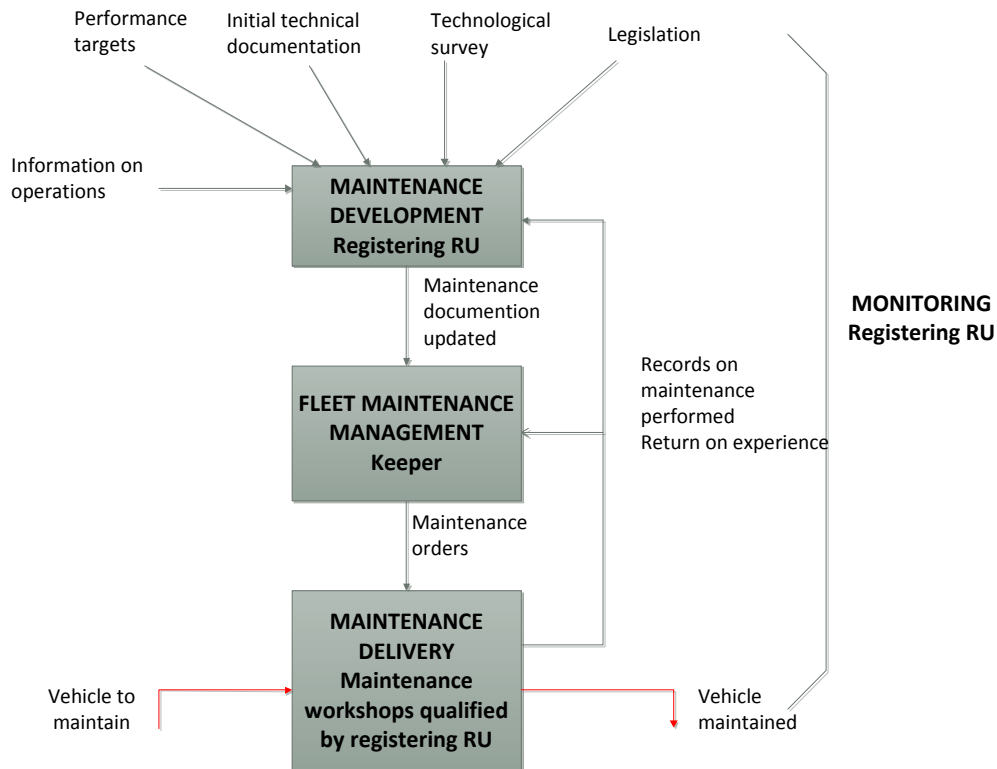 Performance
targets
Initial technical
documentation
Technological
survey
Legislation
Information on
operations
MAINTENANCE
DEVELOPMENT
Registering RU
Maintenance
documention
updated
MONITORING
Registering RU
FLEET MAINTENANCE
MANAGEMENT
Keeper
Records on
maintenance
performed
Return on experience
Maintenance
orders
MAINTENANCE
DELIVERY
Maintenance
workshops qualified
by registering RU
Vehicle to
maintain
Vehicle
maintained